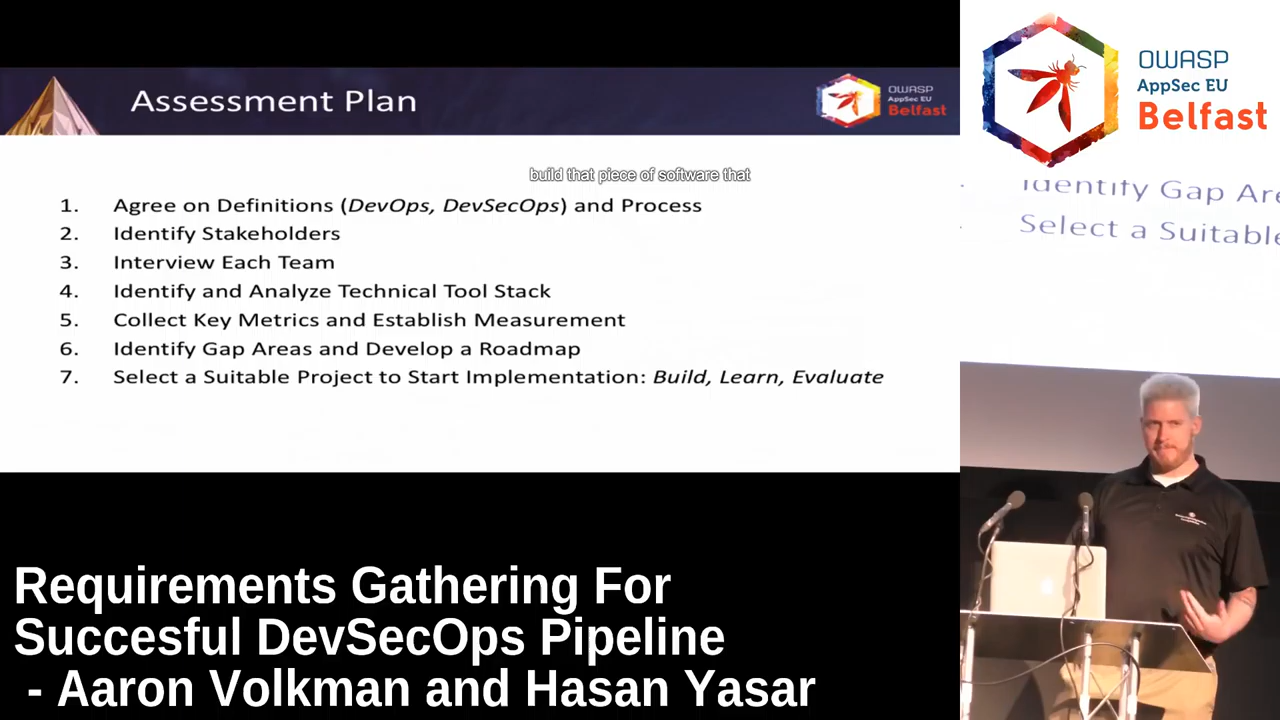 Assessment Plan
OWASP
AppSec EU
Belfast
build that piece of software that
1. Agree on Definitions (DevOps, DevSecOps) and Process
2. Identify Stakeholders
3. Interview Each Team
4. Identify and Analyze Technical Tool Stack
5. Collect Key Metrics and Establish Measurement
6. Identify Gap Areas and Develop a Roadmap
7. Select a Suitable Project to Start Implementation: Build, Learn, Evaluate
OWASP
AppSec EU
Belfast
Identify Gap Are
Select a Suitable
Requirements Gathering For
Succesful DevSecOps Pipeline
- Aaron Volkman and Hasan Yasar